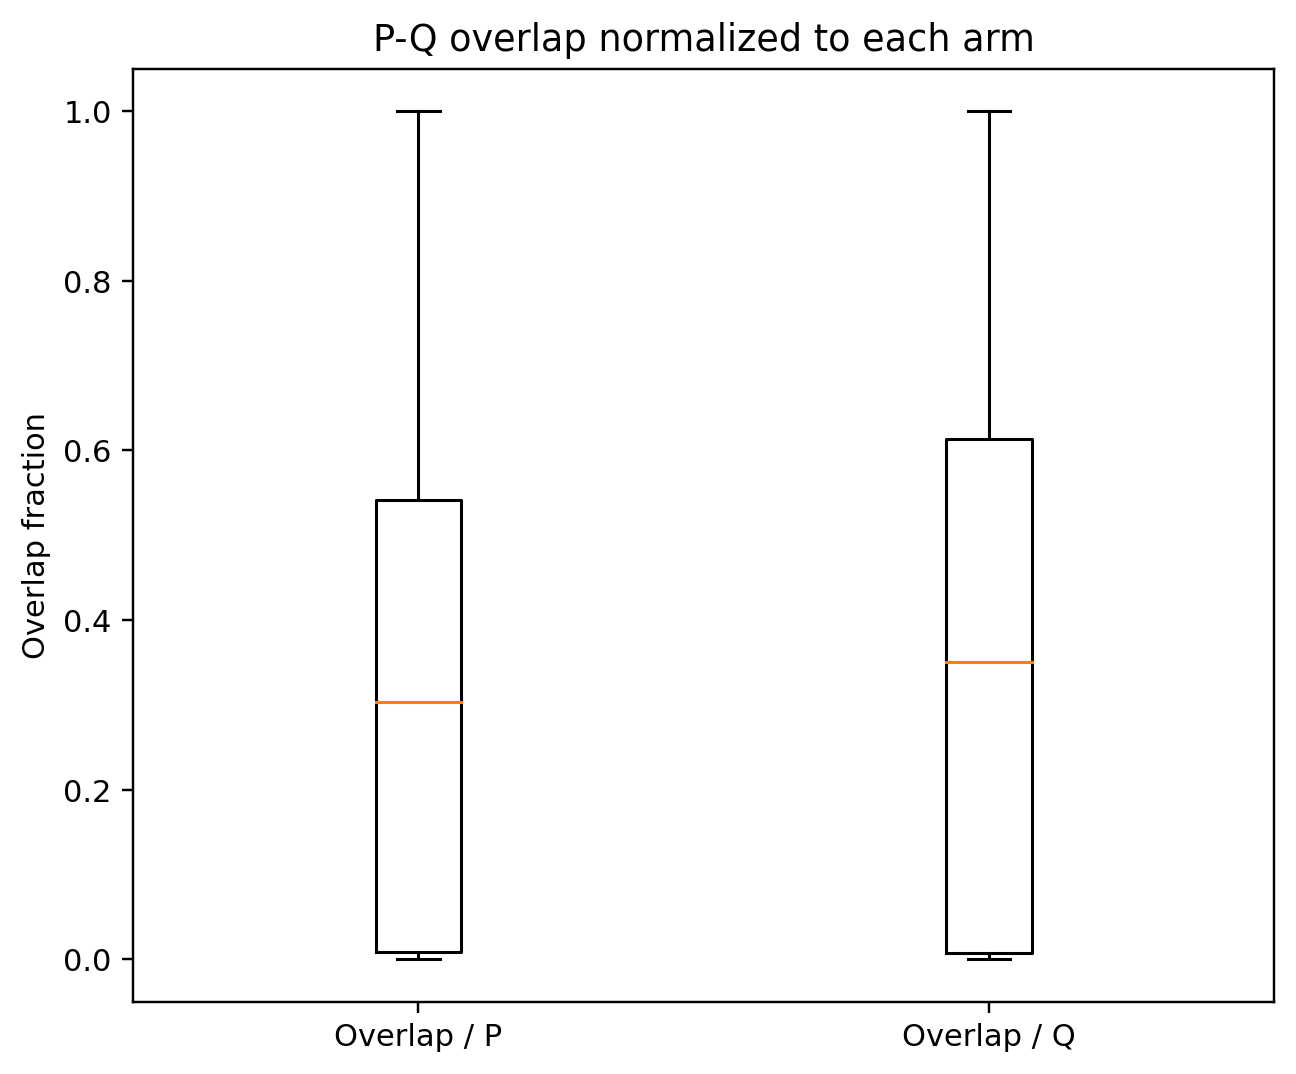 P-Q overlap normalized to each arm
1.0
0.8
0.6
0.4
0.2
0.0
Overlap fraction
Overlap / P
Overlap / Q